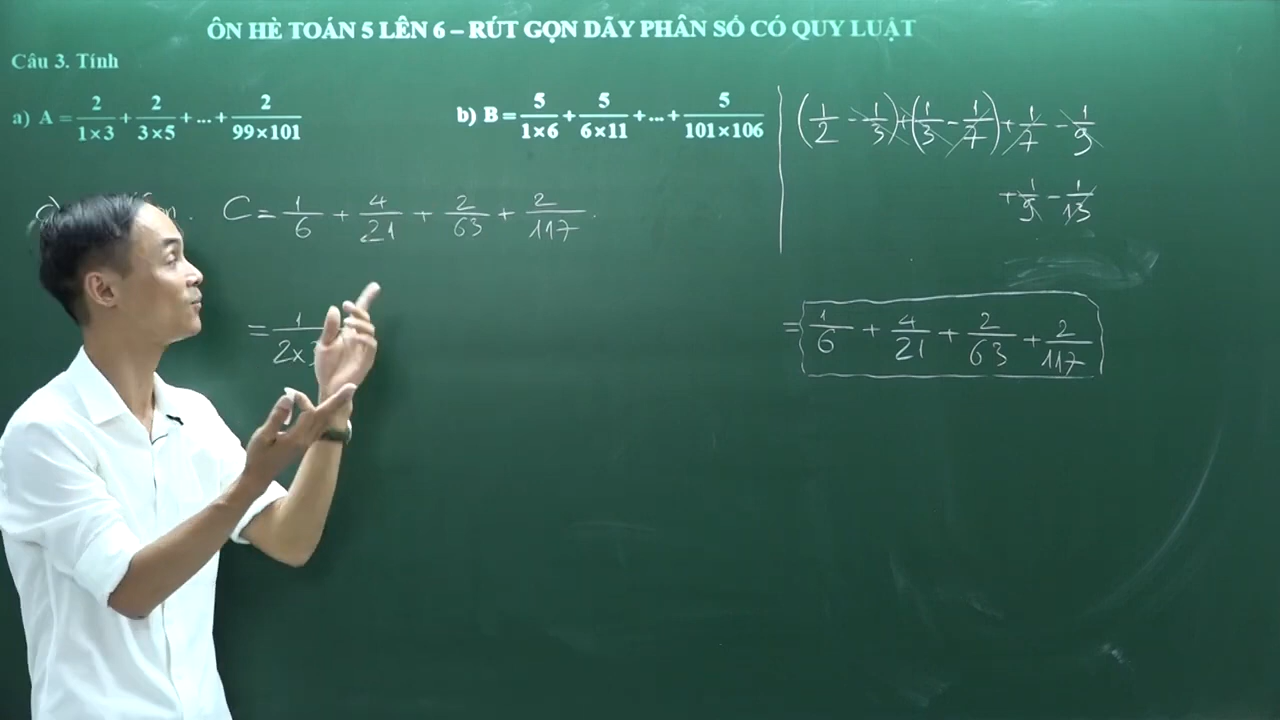 ÔN HÈ TOÁN 5 LÊN 6 – RÚT GỌN DÃY PHÂN SỐ CÓ QUY LUẬT
Câu 3. Tính
a) A = 2/(1×3) + 2/(3×5) + ... + 2/(99×101)
b) B = 5/(1×6) + 5/(6×11) + ... + 5/(101×106)
(1/2 - 1/3) + (1/3 - 1/7) + 1/7 - 1/9
+ 1/9 - 1/13
C = 1/6 + 4/21 + 2/63 + 2/117
= 1/(2×3
= 1/6 + 4/21 + 2/63 + 2/117